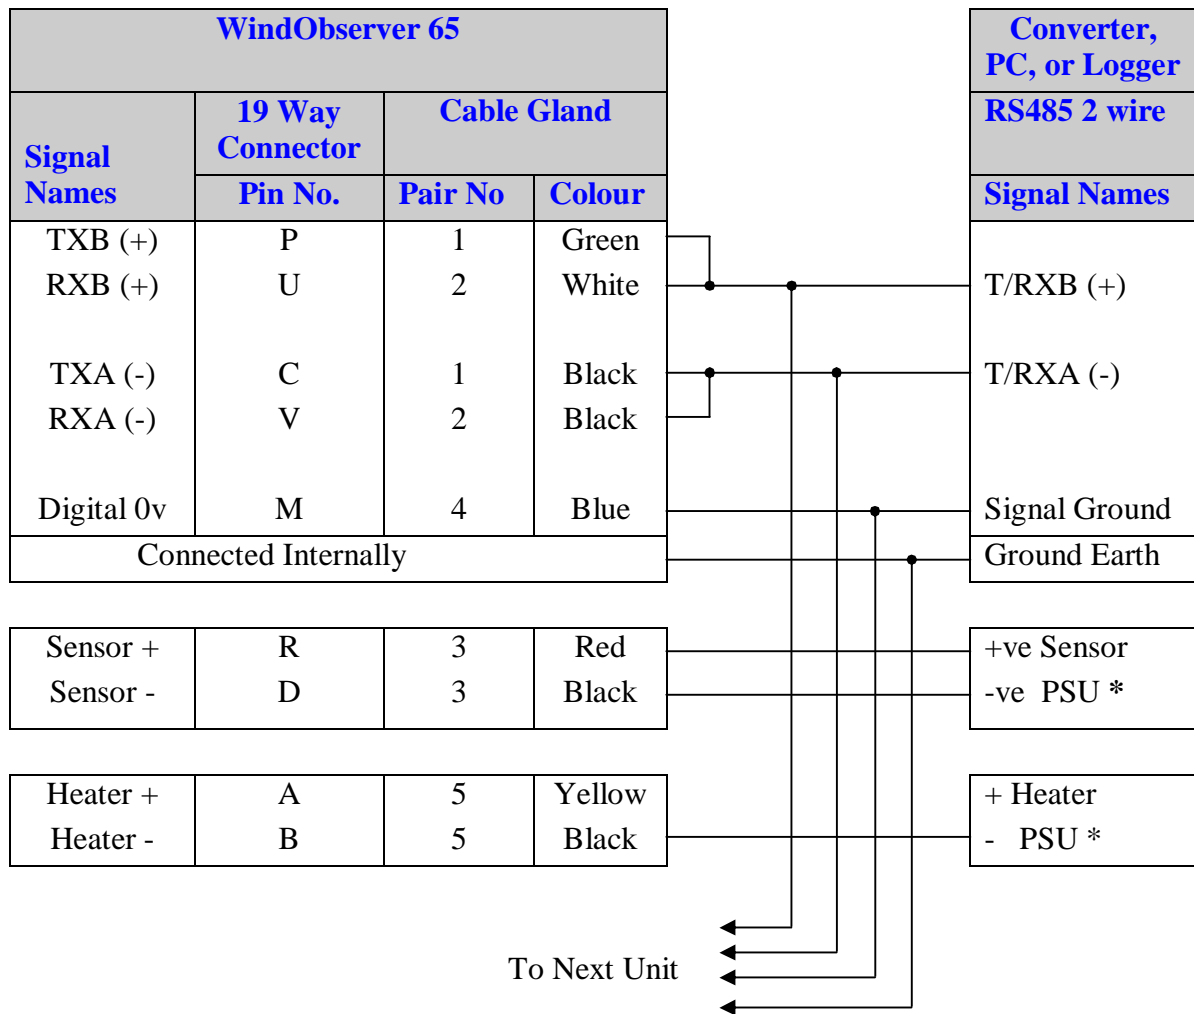 WindObserver 65
Converter,
PC, or Logger
Signal
Names
19 Way
Connector
Cable Gland
RS485 2 wire
Pin No.
Pair No
Colour
Signal Names
TXB (+) P 1 Green
RXB (+) U 2 White T/RXB (+)
TXA (-) C 1 Black T/RXA (-)
RXA (-) V 2 Black
Digital 0v M 4 Blue Signal Ground
Connected Internally Ground Earth
Sensor + R 3 Red +ve Sensor
Sensor - D 3 Black -ve PSU *
Heater + A 5 Yellow + Heater
Heater - B 5 Black - PSU *
To Next Unit